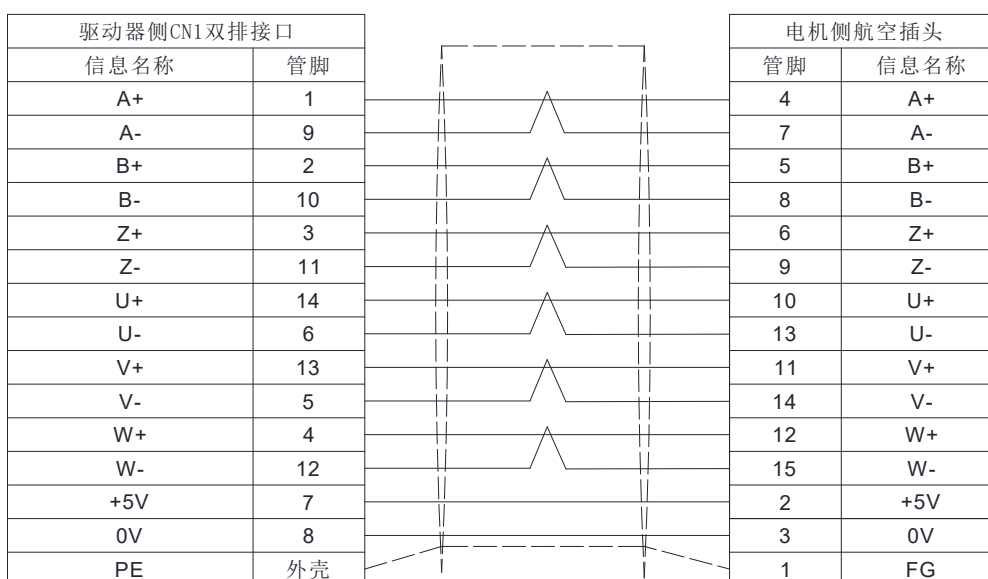 驱动器侧CN1双排接口 电机侧航空插头
信息名称 管脚 管脚 信息名称
A+ 1 4 A+
A- 9 7 A-
B+ 2 5 B+
B- 10 8 B-
Z+ 3 6 Z+
Z- 11 9 Z-
U+ 14 10 U+
U- 6 13 U-
V+ 13 11 V+
V- 5 14 V-
W+ 4 12 W+
W- 12 15 W-
+5V 7 2 +5V
0V 8 3 0V
PE 外壳 1 FG